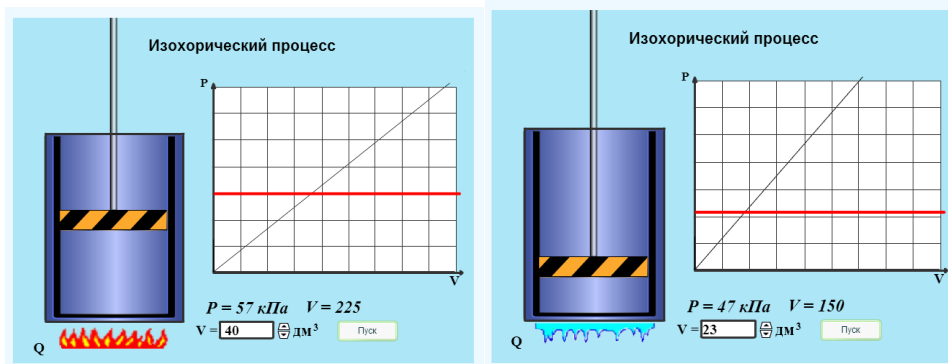 Изохорический процесс
P
V
P = 57 кПа V = 225
V = 40 дм³ Пуск
Q
Изохорический процесс
P
V
P = 47 кПа V = 150
V = 23 дм³ Пуск
Q